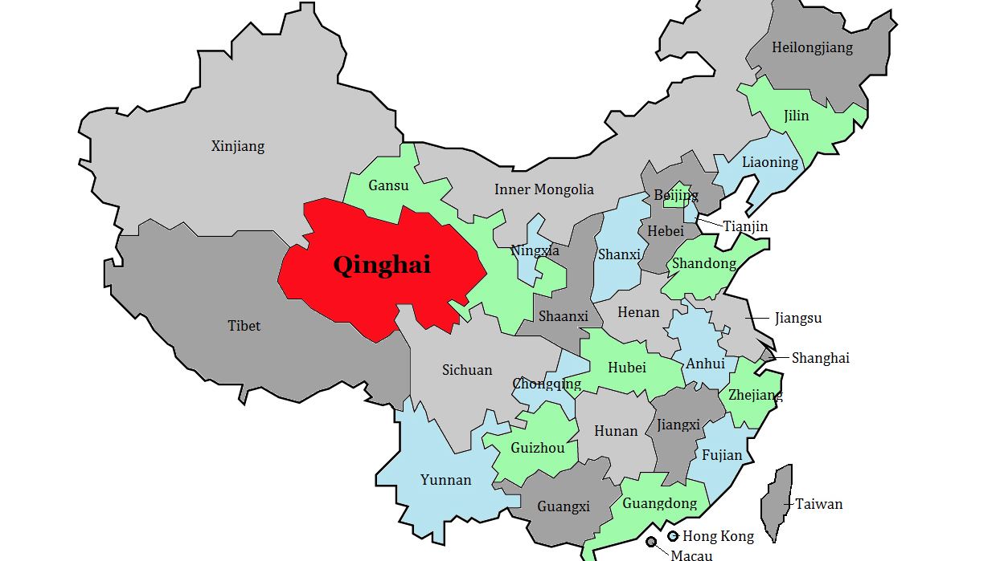 Heilongjiang
Jilin
Xinjiang
Liaoning
Gansu
Inner Mongolia
Beijing
Tianjin
Hebei
Ningxia
Shanxi
Qinghai
Shandong
Henan
Shaanxi
Jiangsu
Tibet
Shanghai
Anhui
Hubei
Sichuan
Chongqing
Zhejiang
Jiangxi
Hunan
Guizhou
Fujian
Yunnan
Guangdong
Taiwan
Guangxi
Hong Kong
Macau